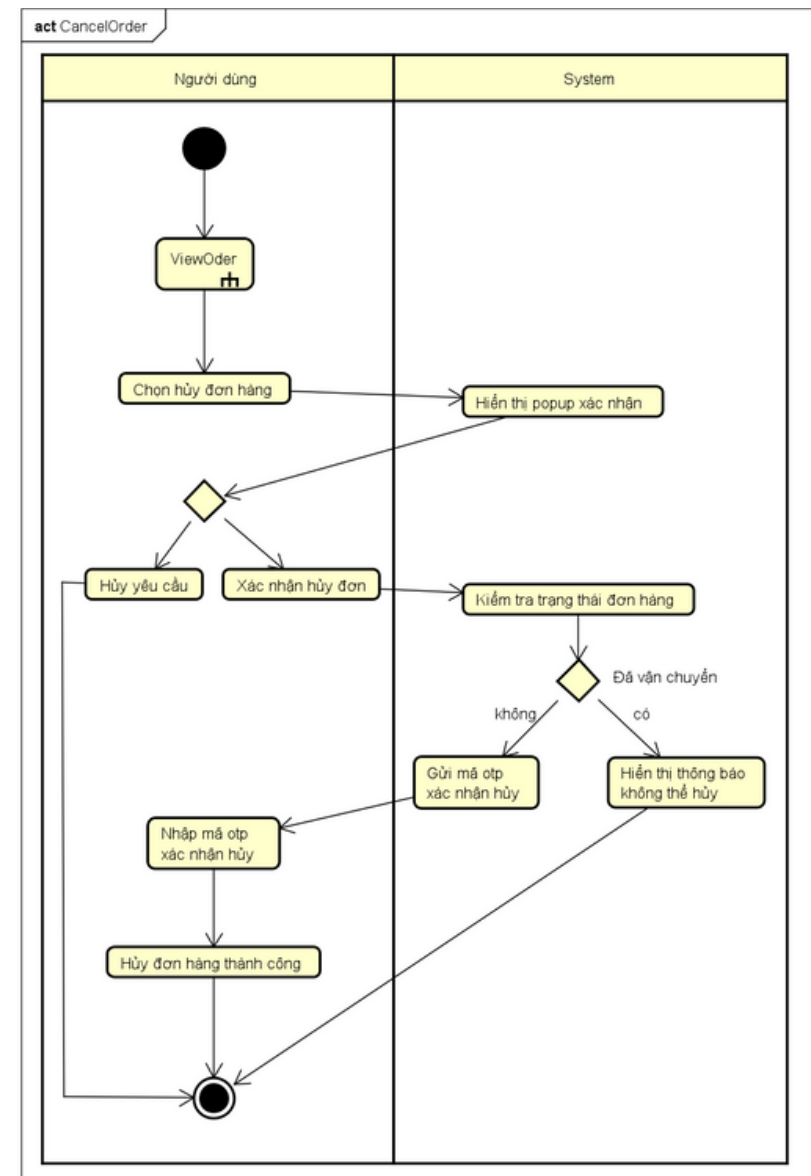 act CancelOrder
Người dùng
System
ViewOder
Chọn hủy đơn hàng
Hiển thị popup xác nhận
Hủy yêu cầu
Xác nhận hủy đơn
Kiểm tra trạng thái đơn hàng
Đã vận chuyển
không
có
Gửi mã otp
xác nhận hủy
Hiển thị thông báo
không thể hủy
Nhập mã otp
xác nhận hủy
Hủy đơn hàng thành công